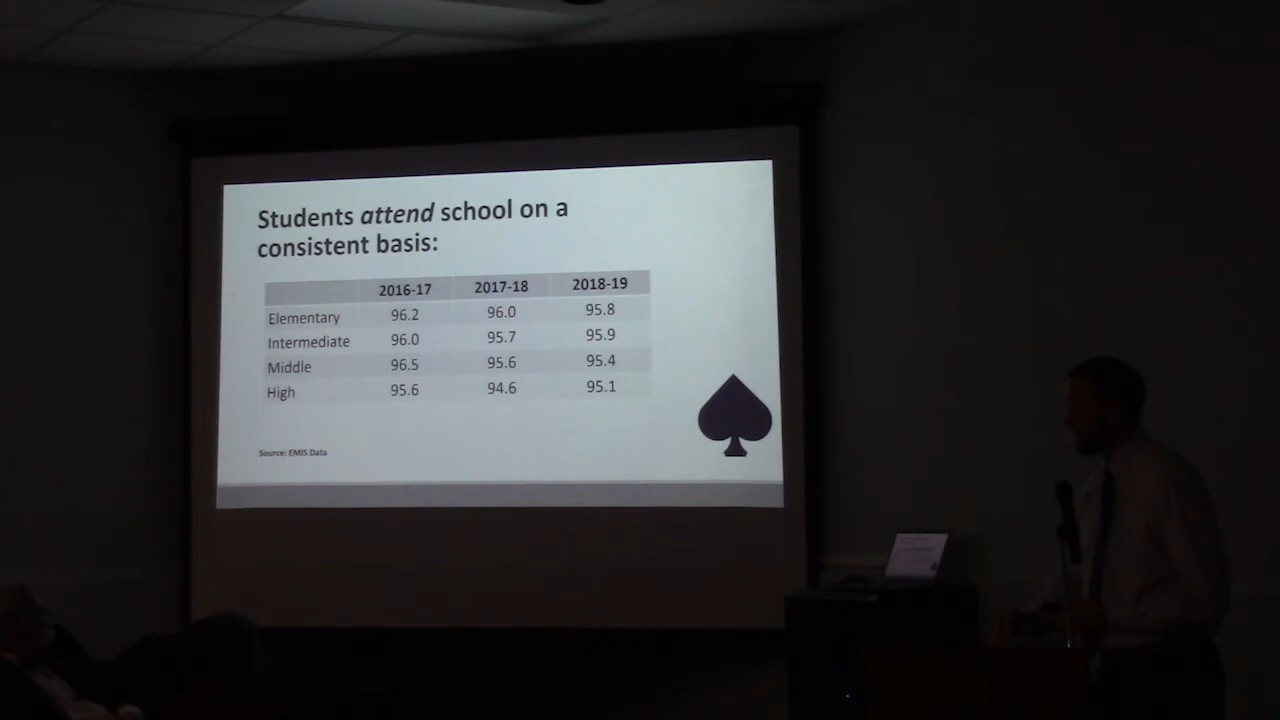 Students attend school on a
consistent basis:
2016-17 2017-18 2018-19
Elementary 96.2 96.0 95.8
Intermediate 96.0 95.7 95.9
Middle 96.5 95.6 95.4
High 95.6 94.6 95.1
Source: EMIS Data